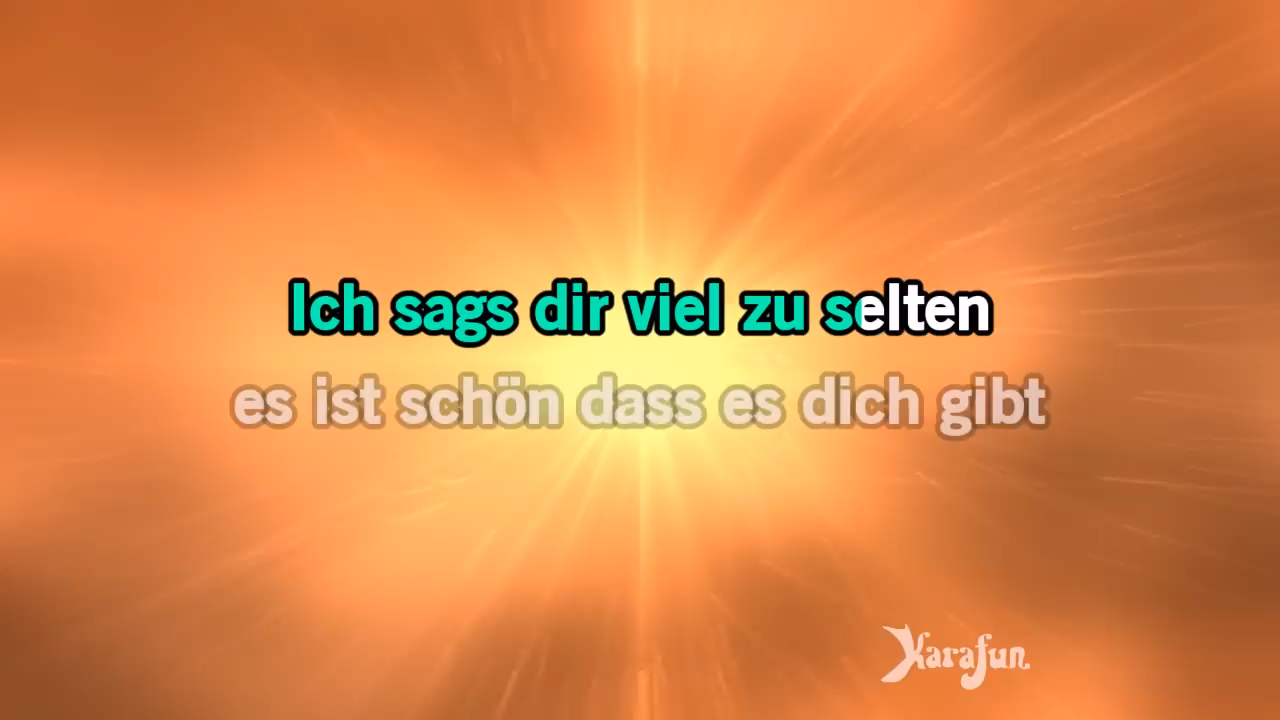 Ich sags dir viel zu selten
es ist schön dass es dich gibt
Karafun